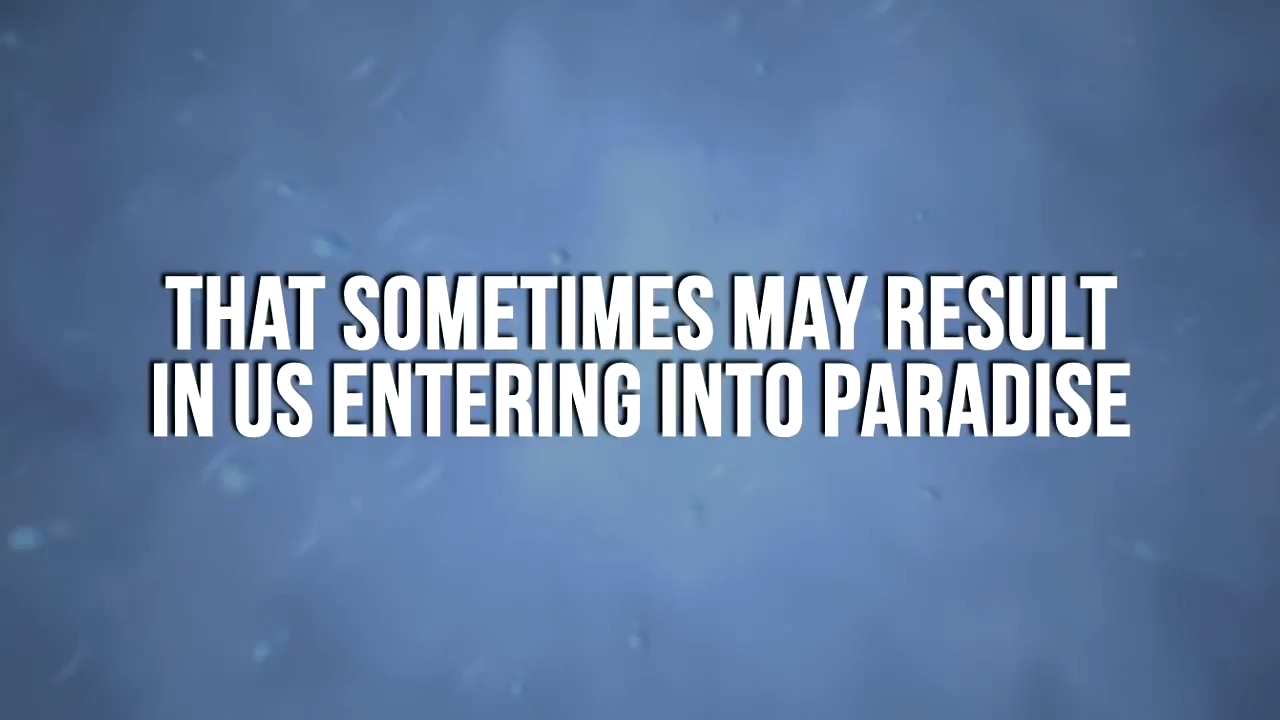 THAT SOMETIMES MAY RESULT
IN US ENTERING INTO PARADISE